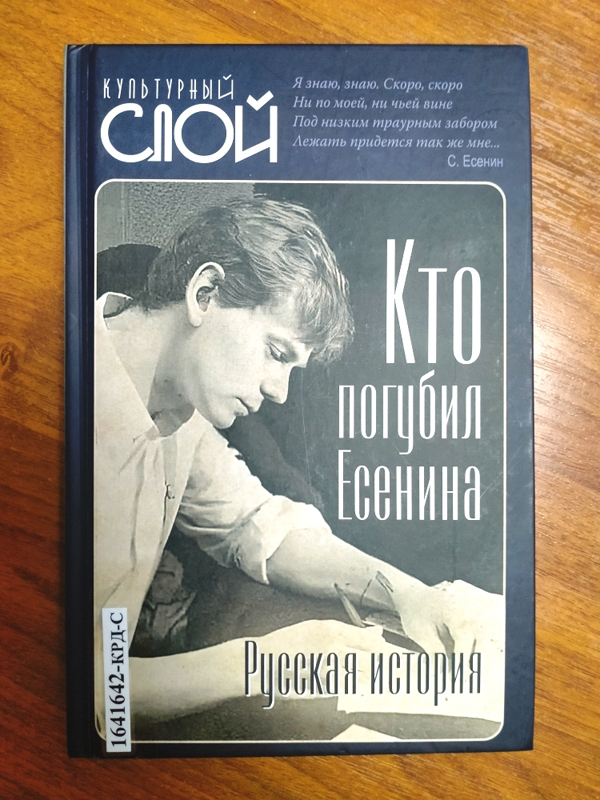 КУЛЬТУРНЫЙ
СЛОЙ
Я знаю, знаю. Скоро, скоро
Ни по моей, ни чьей вине
Под низким траурным забором
Лежать придется так же мне...
С. Есенин
Кто
погубил
Есенина
Русская история
1641642-КРД-С